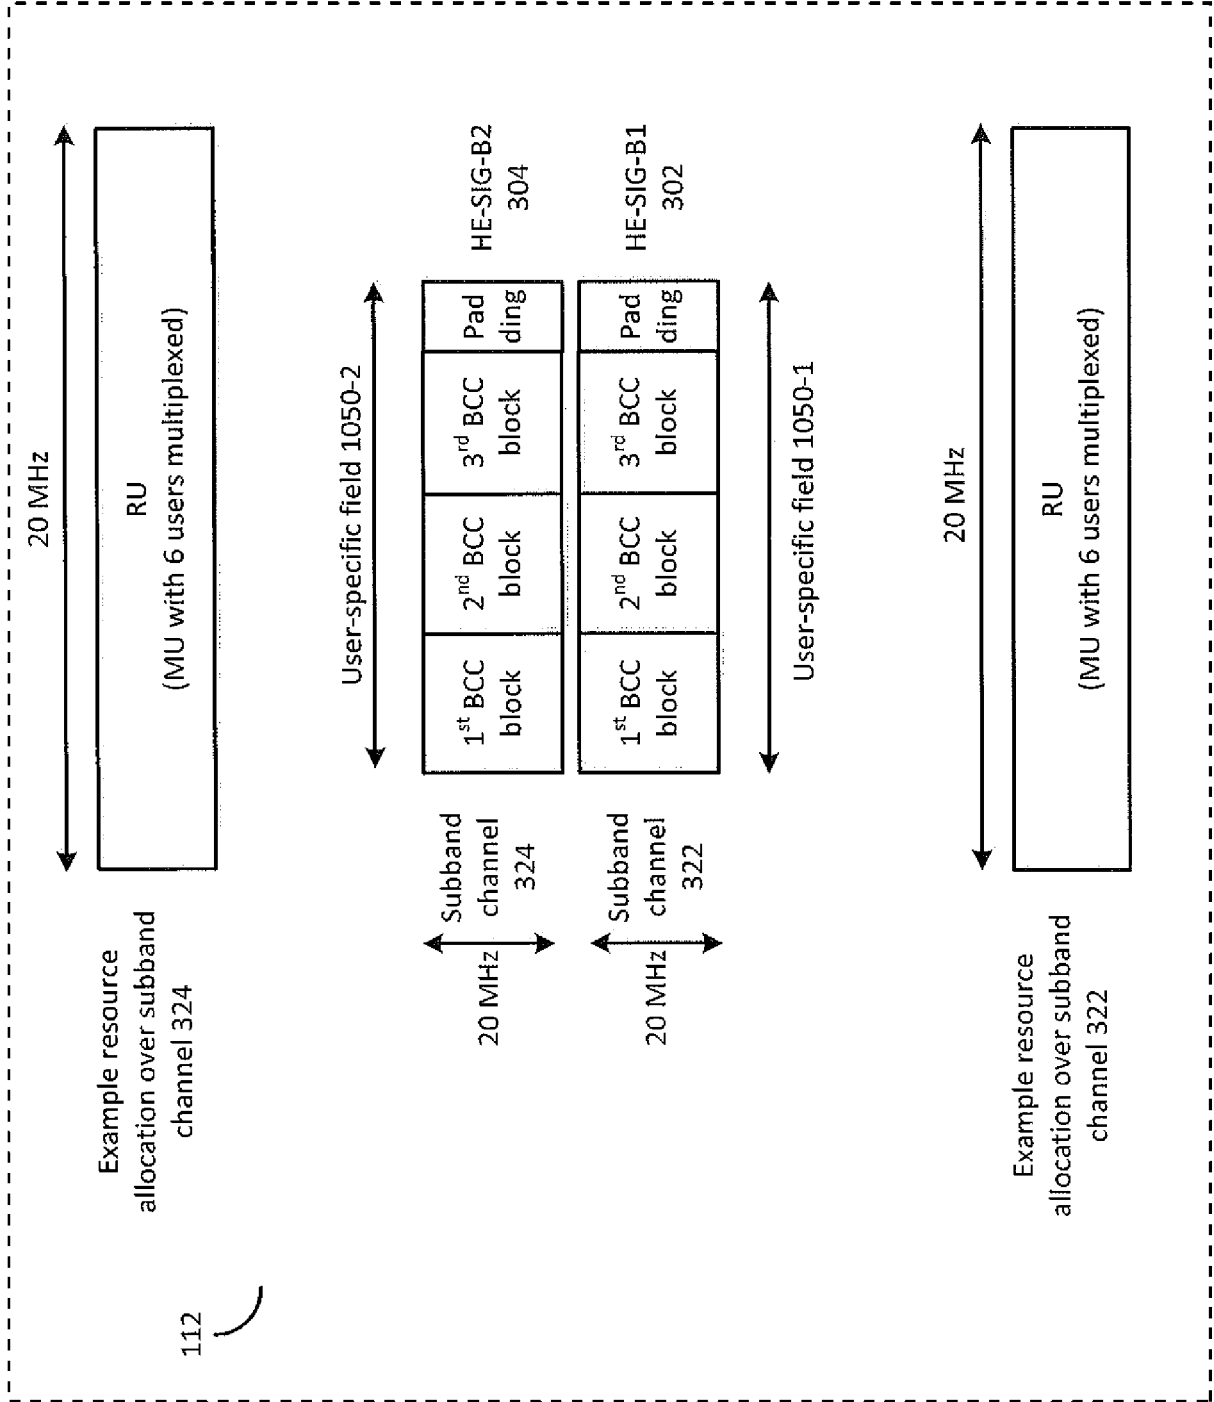 20 MHz
RU
(MU with 6 users multiplexed)
Example resource
allocation over subband
channel 324
User-specific field 1050-2
20 MHz
Subband
channel
324
1st BCC
block
2nd BCC
block
3rd BCC
block
Pad
ding
HE-SIG-B2
304
20 MHz
Subband
channel
322
1st BCC
block
2nd BCC
block
3rd BCC
block
Pad
ding
HE-SIG-B1
302
User-specific field 1050-1
20 MHz
RU
(MU with 6 users multiplexed)
Example resource
allocation over subband
channel 322
112